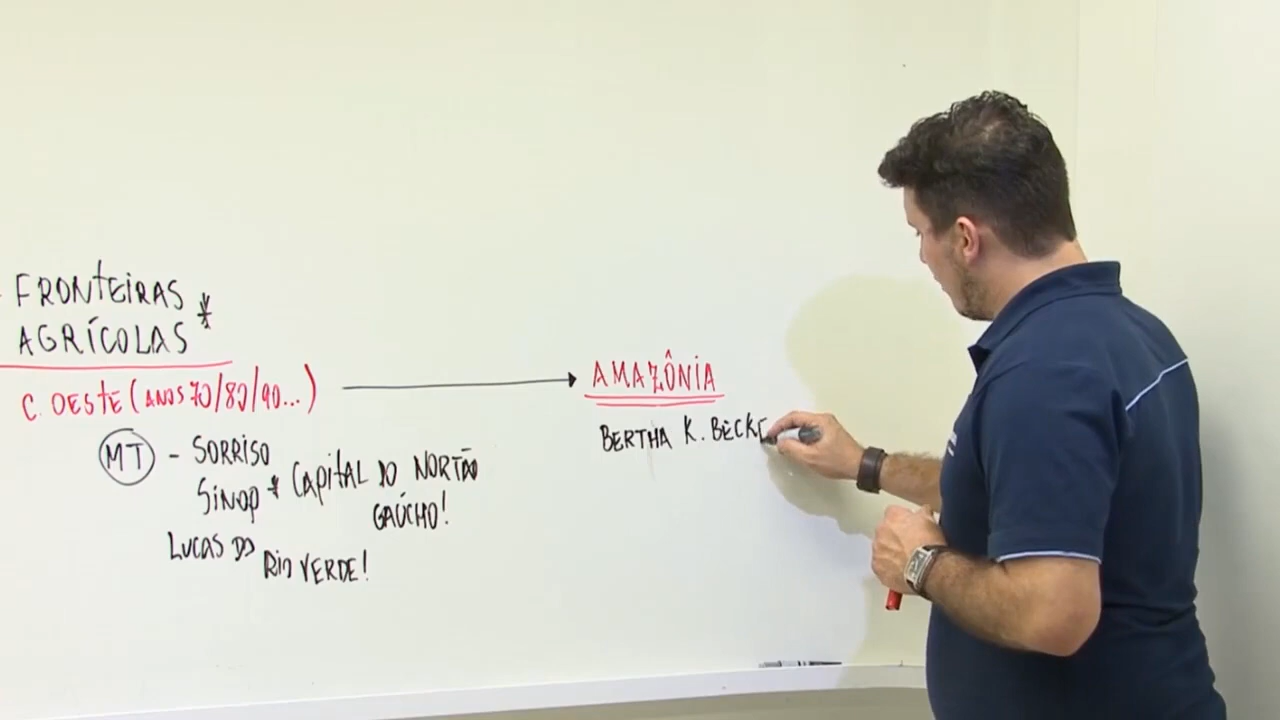 FRONTEIRAS
AGRÍCOLAS *
C. OESTE (ANOS 70/80/90...)
MT - SORRISO
SINOP * CAPITAL DO NORTÃO
GAÚCHO!
LUCAS DO
RIO VERDE!
AMAZÔNIA
BERTHA K. BECKE